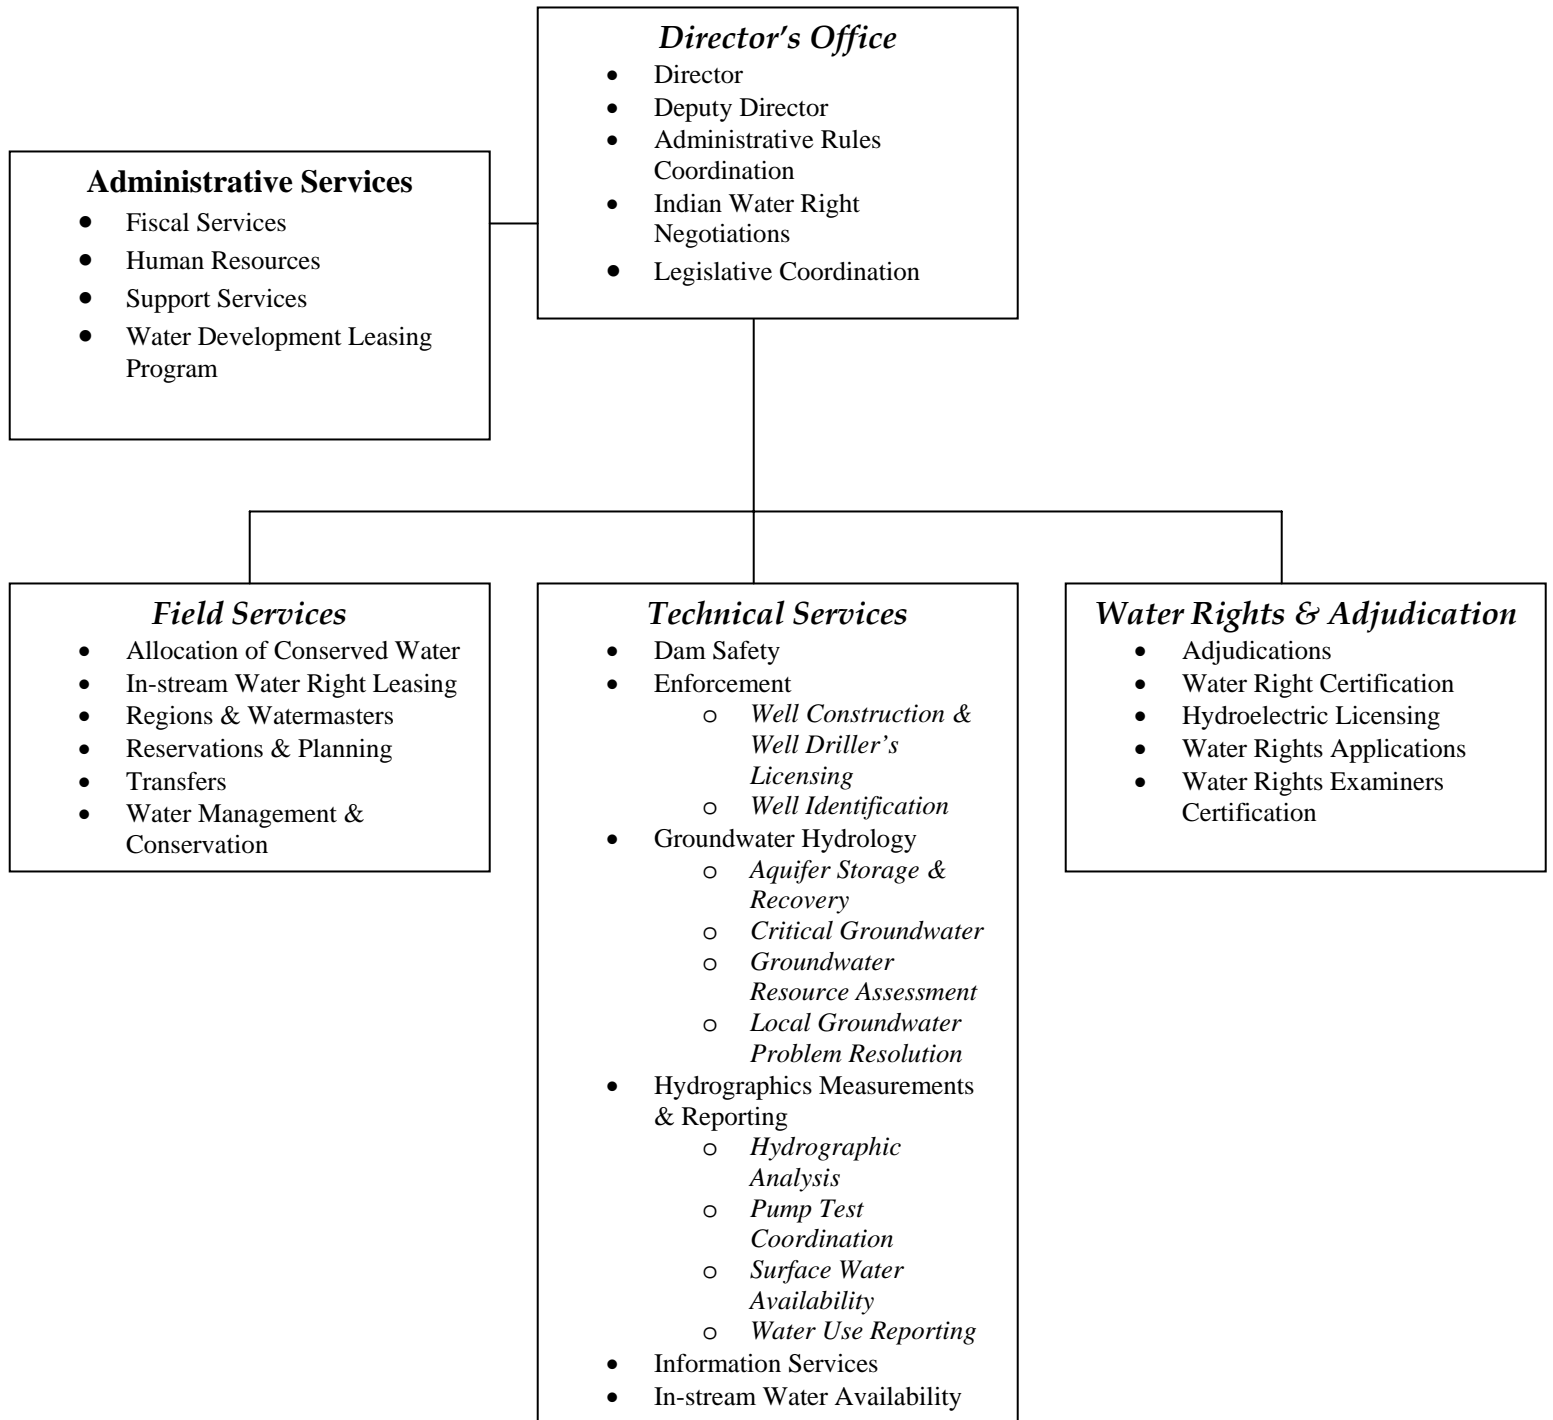 Director’s Office
• Director
• Deputy Director
• Administrative Rules
Coordination
• Indian Water Right
Negotiations
• Legislative Coordination
Administrative Services
• Fiscal Services
• Human Resources
• Support Services
• Water Development Leasing
Program
Field Services
• Allocation of Conserved Water
• In-stream Water Right Leasing
• Regions & Watermasters
• Reservations & Planning
• Transfers
• Water Management &
Conservation
Technical Services
• Dam Safety
• Enforcement
o Well Construction &
Well Driller’s
Licensing
o Well Identification
• Groundwater Hydrology
o Aquifer Storage &
Recovery
o Critical Groundwater
o Groundwater
Resource Assessment
o Local Groundwater
Problem Resolution
• Hydrographics Measurements
& Reporting
o Hydrographic
Analysis
o Pump Test
Coordination
o Surface Water
Availability
o Water Use Reporting
• Information Services
• In-stream Water Availability
Water Rights & Adjudication
• Adjudications
• Water Right Certification
• Hydroelectric Licensing
• Water Rights Applications
• Water Rights Examiners
Certification